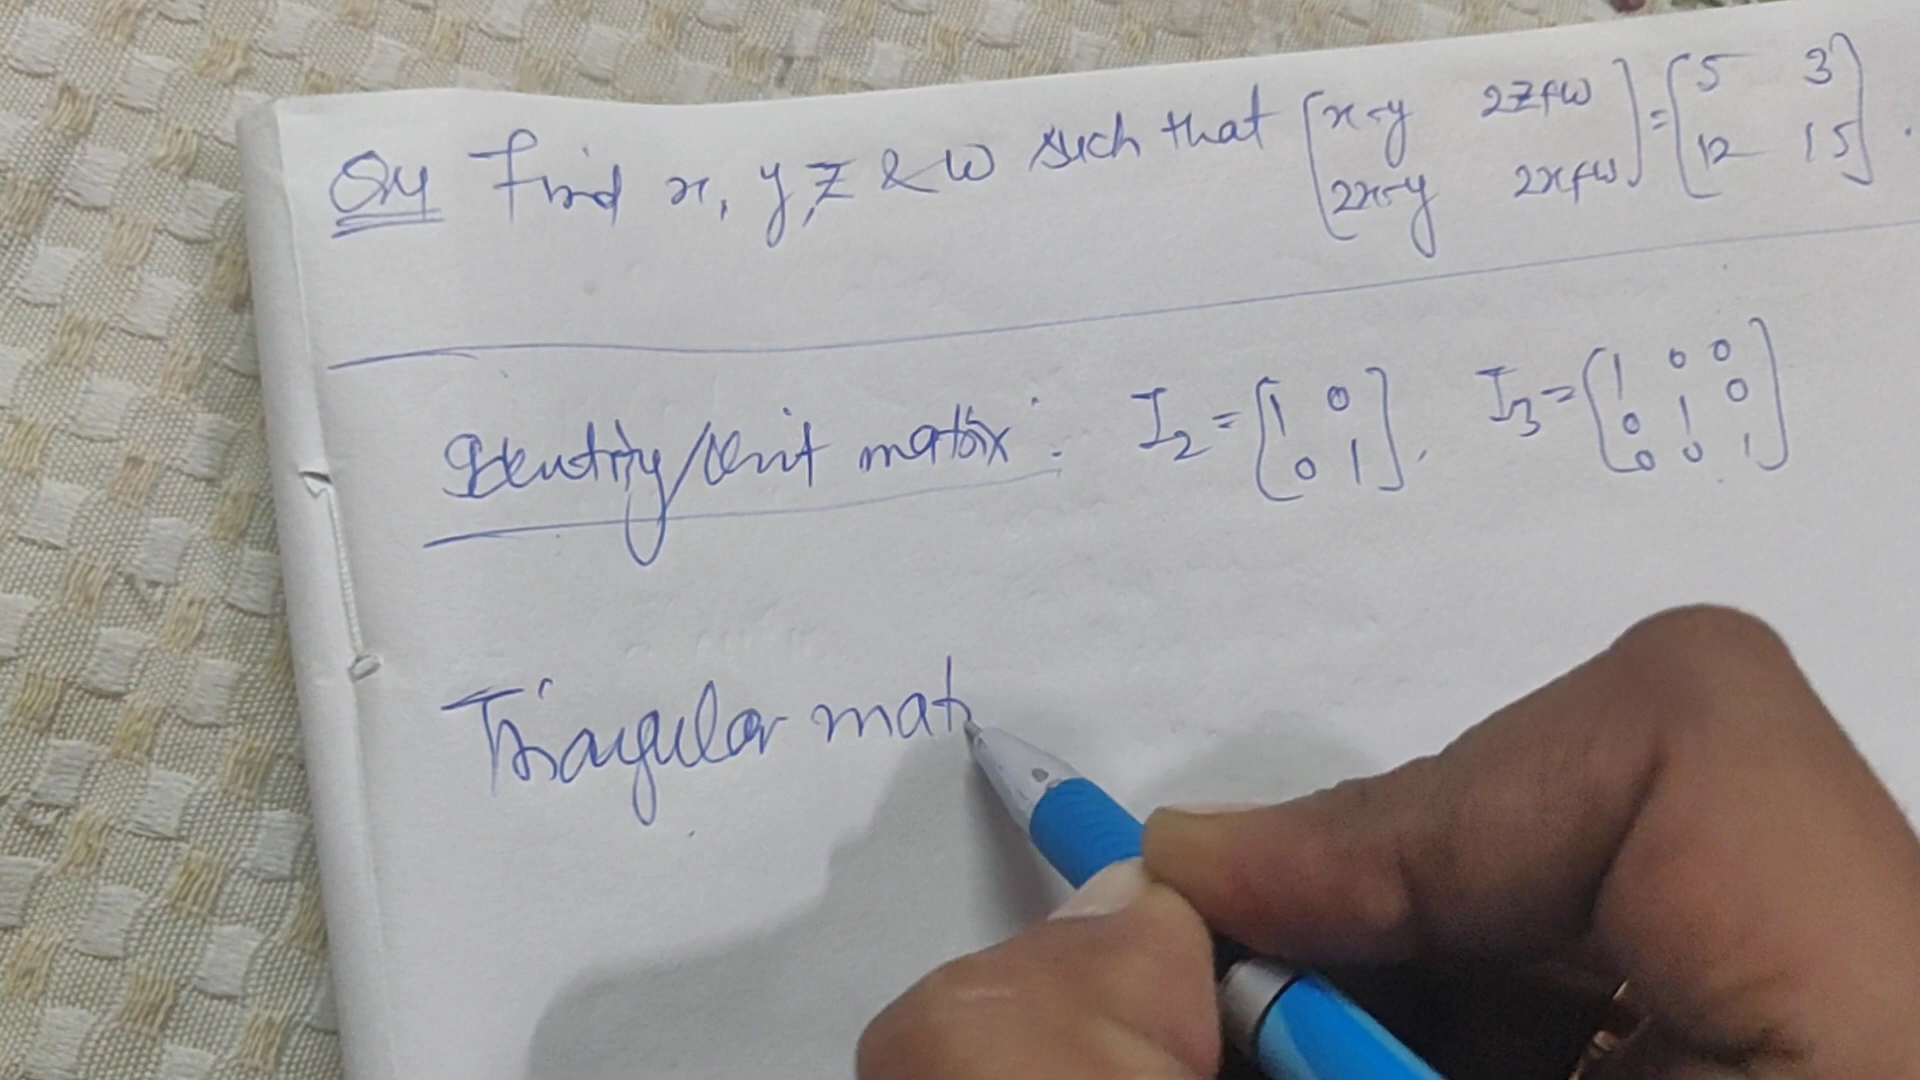 Q4 Find x, y, z & w such that [x-y 2z+w = [5 3
2x-y 2x+w] 12 15].
Identity/Unit matrix: I2 = [1 0 0 1], I3 = [1 0 0 0 1 0 0 0 1]
Triangular mat